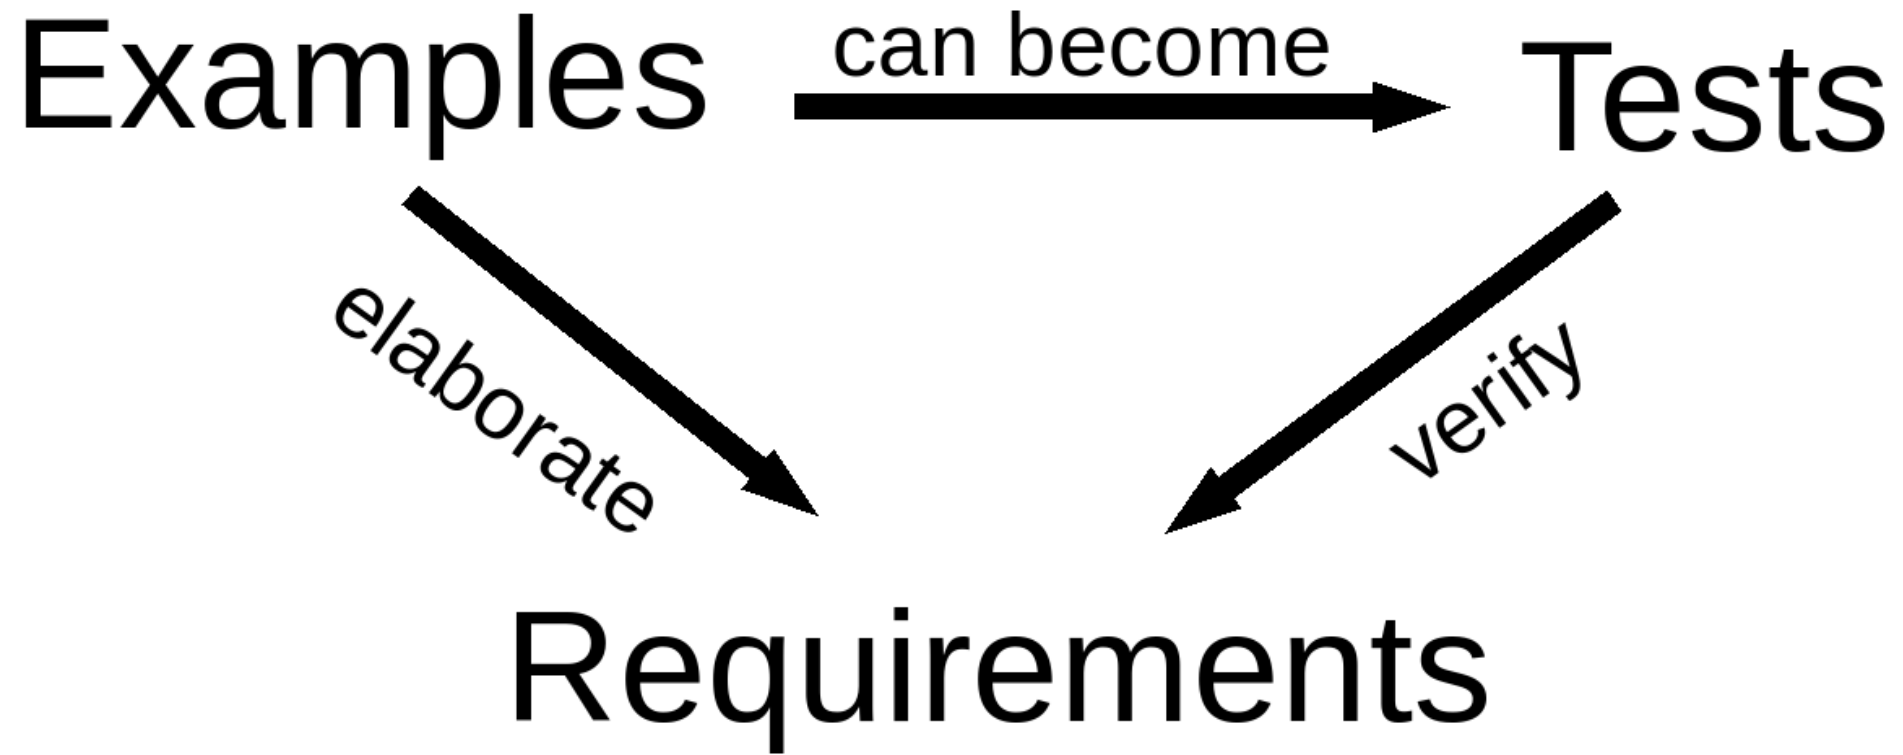 Examples
can become
Tests
elaborate
verify
Requirements